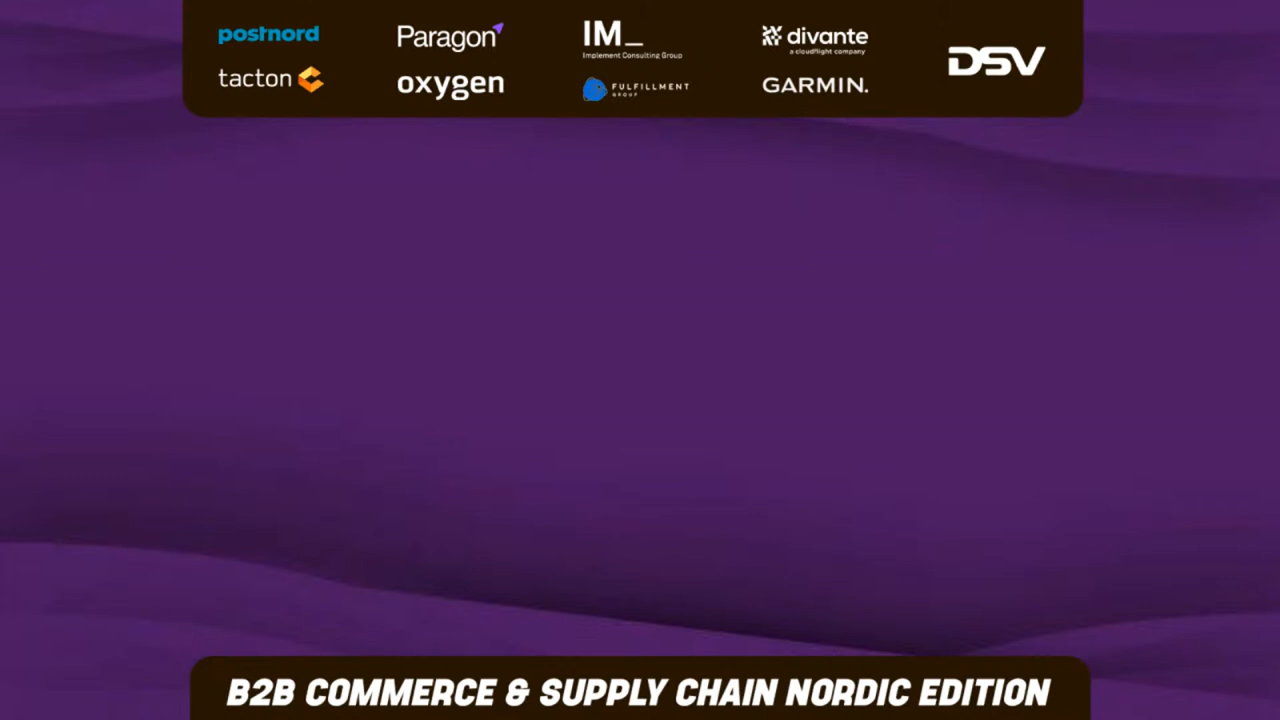 postnord
Paragon
IM_
Implement Consulting Group
divante
a cloudflight company
DSV
tacton
oxygen
FULFILLMENT
GROUP
GARMIN.
B2B COMMERCE & SUPPLY CHAIN NORDIC EDITION